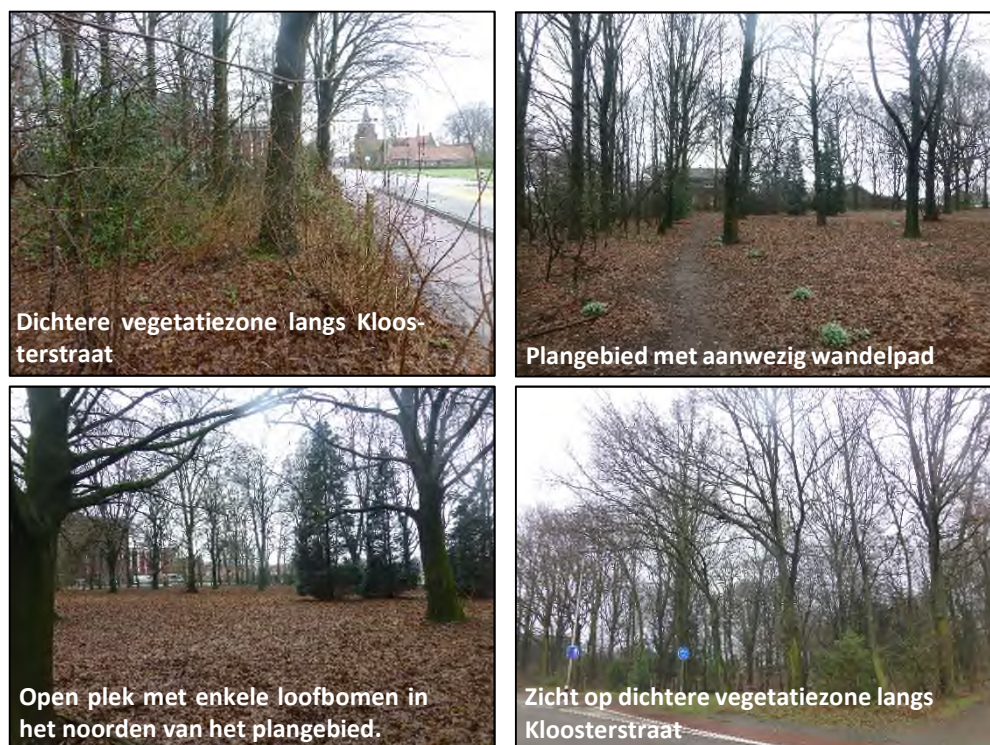 Dichtere vegetatiezone langs Kloos-
terstraat
Plangebied met aanwezig wandelpad
Open plek met enkele loofbomen in
het noorden van het plangebied.
Zicht op dichtere vegetatiezone langs
Kloosterstraat